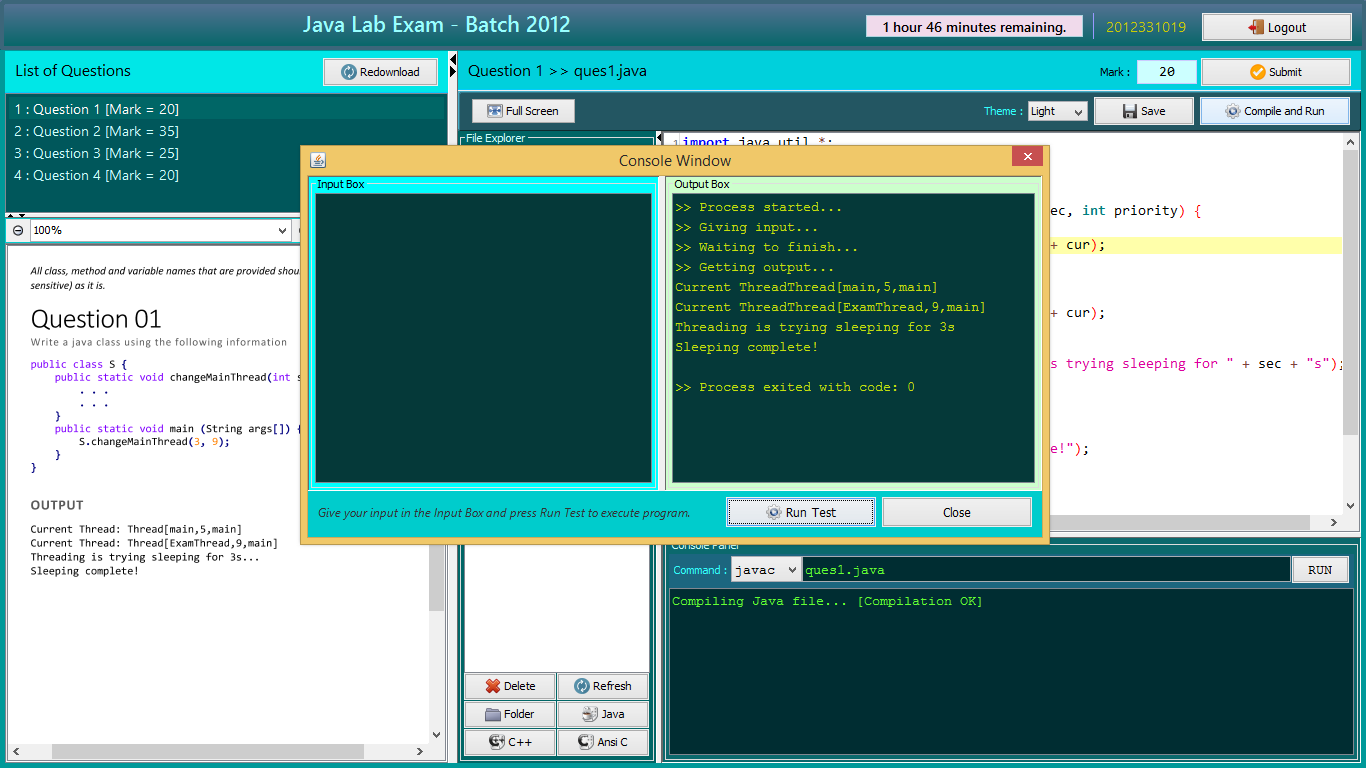 Java Lab Exam - Batch 2012
1 hour 46 minutes remaining.
2012331019
Logout
List of Questions
Redownload
Question 1 >> ques1.java
Mark :
20
Submit
1 : Question 1 [Mark = 20]
2 : Question 2 [Mark = 35]
3 : Question 3 [Mark = 25]
4 : Question 4 [Mark = 20]
Full Screen
Theme :
Light
Save
Compile and Run
File Explorer
1 import java.util.*;
ec, int priority) {
+ cur);
+ cur);
s trying sleeping for " + sec + "s");
e!");
100%
All class, method and variable names that are provided shou
sensitive) as it is.
Question 01
Write a java class using the following information
public class S {
public static void changeMainThread(int s
. . .
. . .
}
public static void main (String args[]) {
S.changeMainThread(3, 9);
}
}
OUTPUT
Current Thread: Thread[main,5,main]
Current Thread: Thread[ExamThread,9,main]
Threading is trying sleeping for 3s...
Sleeping complete!
Console Window
Input Box
Output Box
>> Process started...
>> Giving input...
>> Waiting to finish...
>> Getting output...
Current ThreadThread[main,5,main]
Current ThreadThread[ExamThread,9,main]
Threading is trying sleeping for 3s
Sleeping complete!
>> Process exited with code: 0
Give your input in the Input Box and press Run Test to execute program.
Run Test
Close
Delete
Refresh
Folder
Java
C++
Ansi C
Console Panel
Command :
javac
ques1.java
RUN
Compiling Java file... [Compilation OK]